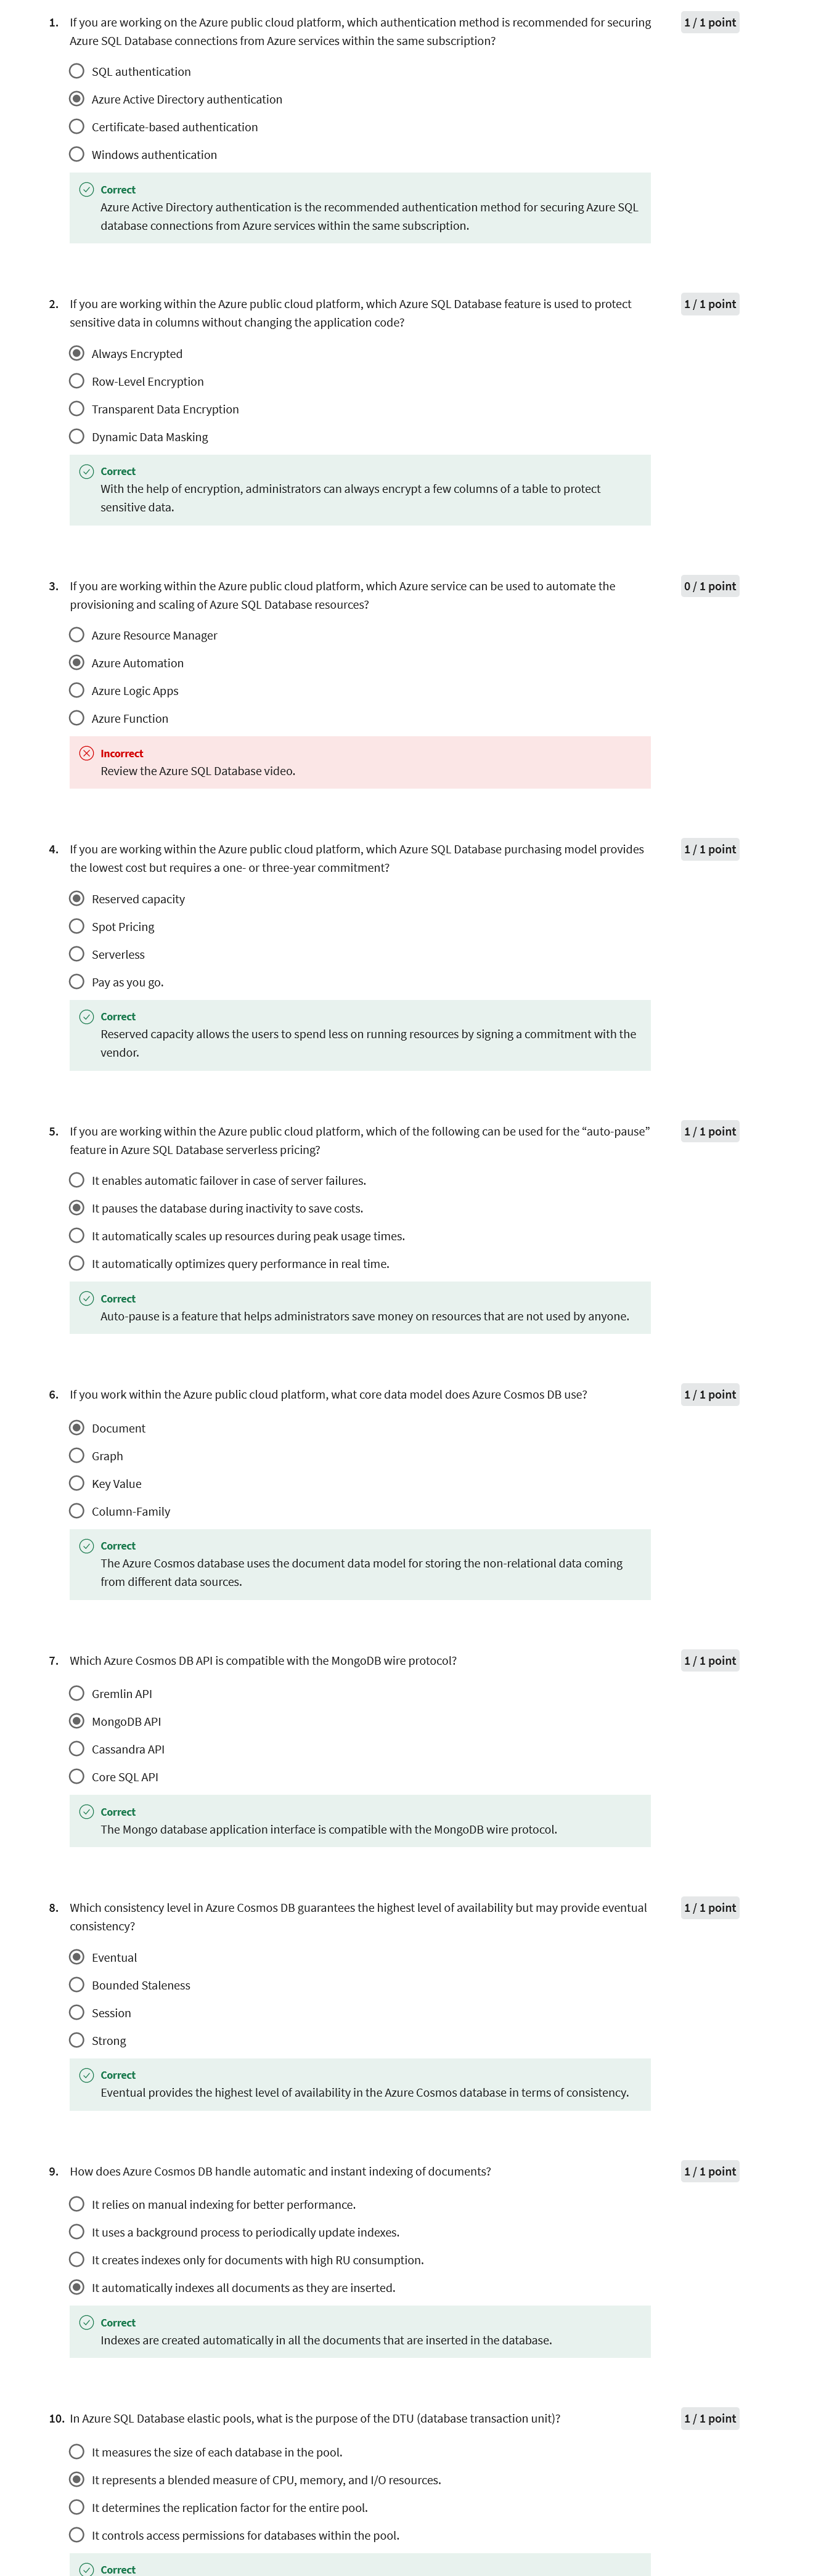 1. If you are working on the Azure public cloud platform, which authentication method is recommended for securing
Azure SQL Database connections from Azure services within the same subscription?
1 / 1 point
SQL authentication
Azure Active Directory authentication
Certificate-based authentication
Windows authentication
Correct
Azure Active Directory authentication is the recommended authentication method for securing Azure SQL
database connections from Azure services within the same subscription.
2. If you are working within the Azure public cloud platform, which Azure SQL Database feature is used to protect
sensitive data in columns without changing the application code?
1 / 1 point
Always Encrypted
Row-Level Encryption
Transparent Data Encryption
Dynamic Data Masking
Correct
With the help of encryption, administrators can always encrypt a few columns of a table to protect
sensitive data.
3. If you are working within the Azure public cloud platform, which Azure service can be used to automate the
provisioning and scaling of Azure SQL Database resources?
0 / 1 point
Azure Resource Manager
Azure Automation
Azure Logic Apps
Azure Function
Incorrect
Review the Azure SQL Database video.
4. If you are working within the Azure public cloud platform, which Azure SQL Database purchasing model provides
the lowest cost but requires a one- or three-year commitment?
1 / 1 point
Reserved capacity
Spot Pricing
Serverless
Pay as you go.
Correct
Reserved capacity allows the users to spend less on running resources by signing a commitment with the
vendor.
5. If you are working within the Azure public cloud platform, which of the following can be used for the “auto-pause”
feature in Azure SQL Database serverless pricing?
1 / 1 point
It enables automatic failover in case of server failures.
It pauses the database during inactivity to save costs.
It automatically scales up resources during peak usage times.
It automatically optimizes query performance in real time.
Correct
Auto-pause is a feature that helps administrators save money on resources that are not used by anyone.
6. If you work within the Azure public cloud platform, what core data model does Azure Cosmos DB use?
1 / 1 point
Document
Graph
Key Value
Column-Family
Correct
The Azure Cosmos database uses the document data model for storing the non-relational data coming
from different data sources.
7. Which Azure Cosmos DB API is compatible with the MongoDB wire protocol?
1 / 1 point
Gremlin API
MongoDB API
Cassandra API
Core SQL API
Correct
The Mongo database application interface is compatible with the MongoDB wire protocol.
8. Which consistency level in Azure Cosmos DB guarantees the highest level of availability but may provide eventual
consistency?
1 / 1 point
Eventual
Bounded Staleness
Session
Strong
Correct
Eventual provides the highest level of availability in the Azure Cosmos database in terms of consistency.
9. How does Azure Cosmos DB handle automatic and instant indexing of documents?
1 / 1 point
It relies on manual indexing for better performance.
It uses a background process to periodically update indexes.
It creates indexes only for documents with high RU consumption.
It automatically indexes all documents as they are inserted.
Correct
Indexes are created automatically in all the documents that are inserted in the database.
10. In Azure SQL Database elastic pools, what is the purpose of the DTU (database transaction unit)?
1 / 1 point
It measures the size of each database in the pool.
It represents a blended measure of CPU, memory, and I/O resources.
It determines the replication factor for the entire pool.
It controls access permissions for databases within the pool.
Correct